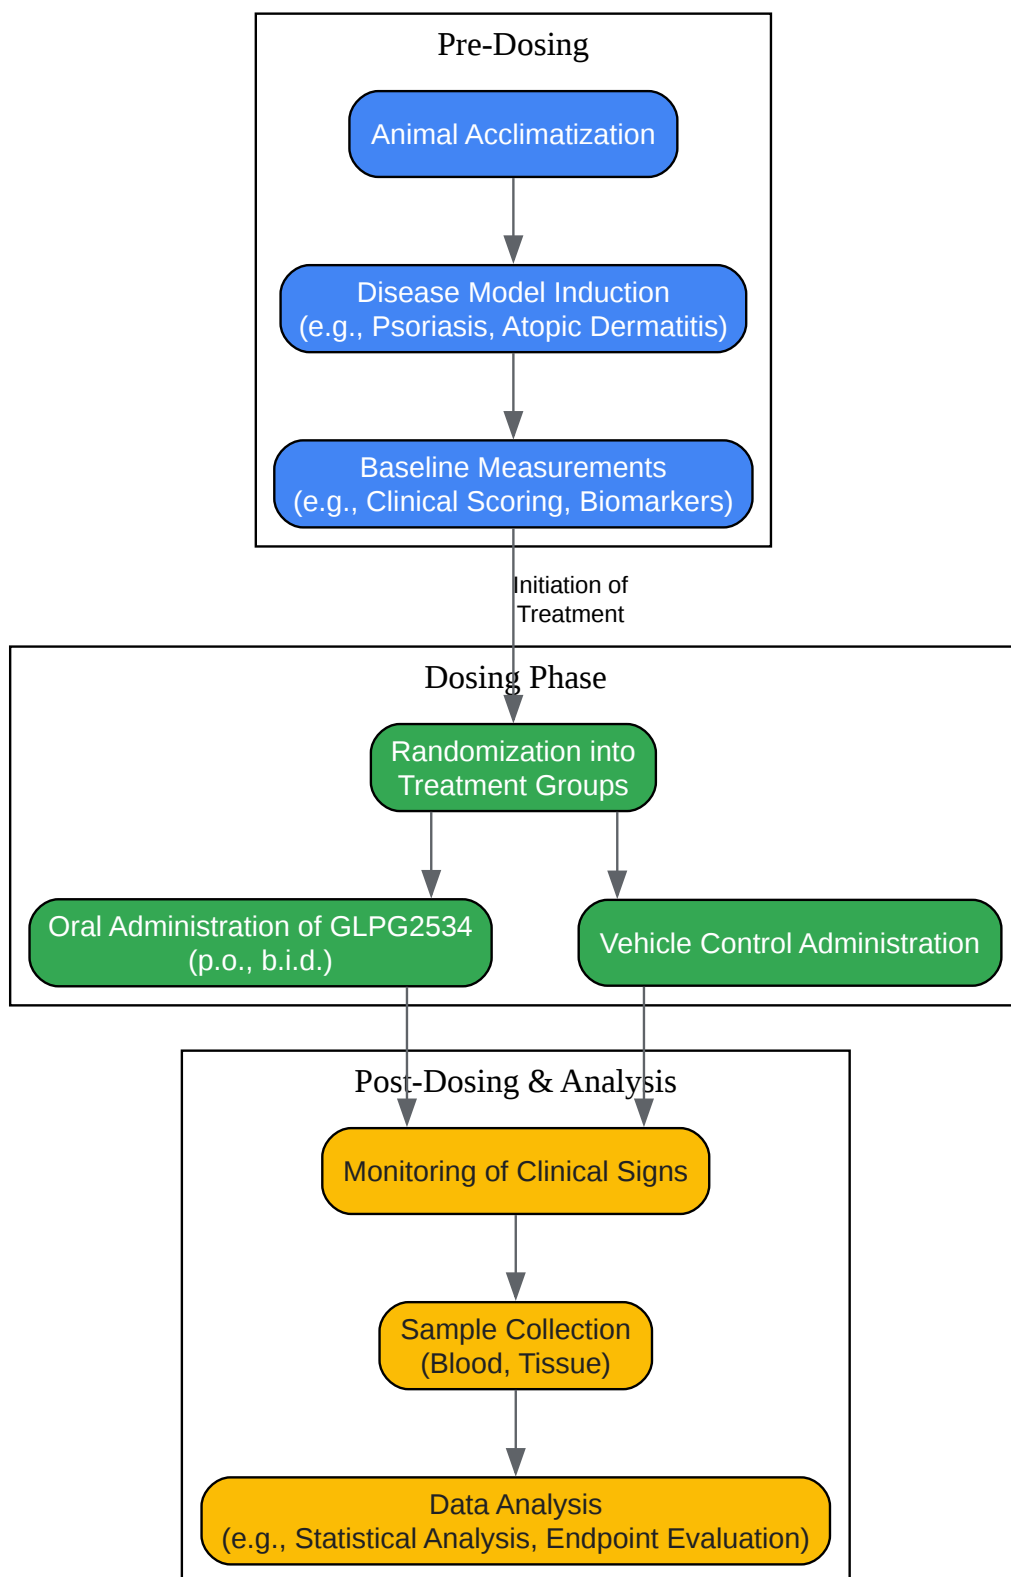 Pre-Dosing
Animal Acclimatization
Disease Model Induction
(e.g., Psoriasis, Atopic Dermatitis)
Baseline Measurements
(e.g., Clinical Scoring, Biomarkers)
Initiation of
Treatment
Dosing Phase
Randomization into
Treatment Groups
Oral Administration of GLPG2534
(p.o., b.i.d.)
Vehicle Control Administration
Post-Dosing & Analysis
Monitoring of Clinical Signs
Sample Collection
(Blood, Tissue)
Data Analysis
(e.g., Statistical Analysis, Endpoint Evaluation)